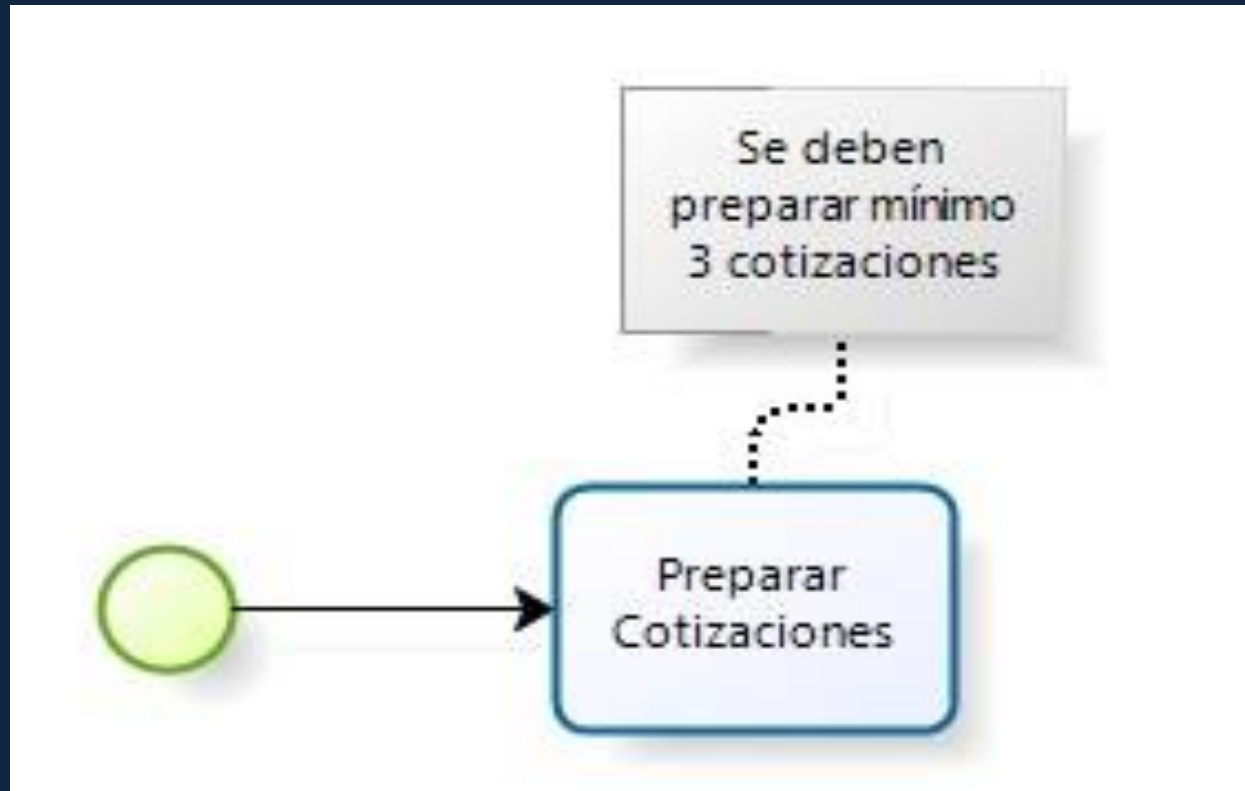 Se deben
preparar mínimo
3 cotizaciones
Preparar
Cotizaciones